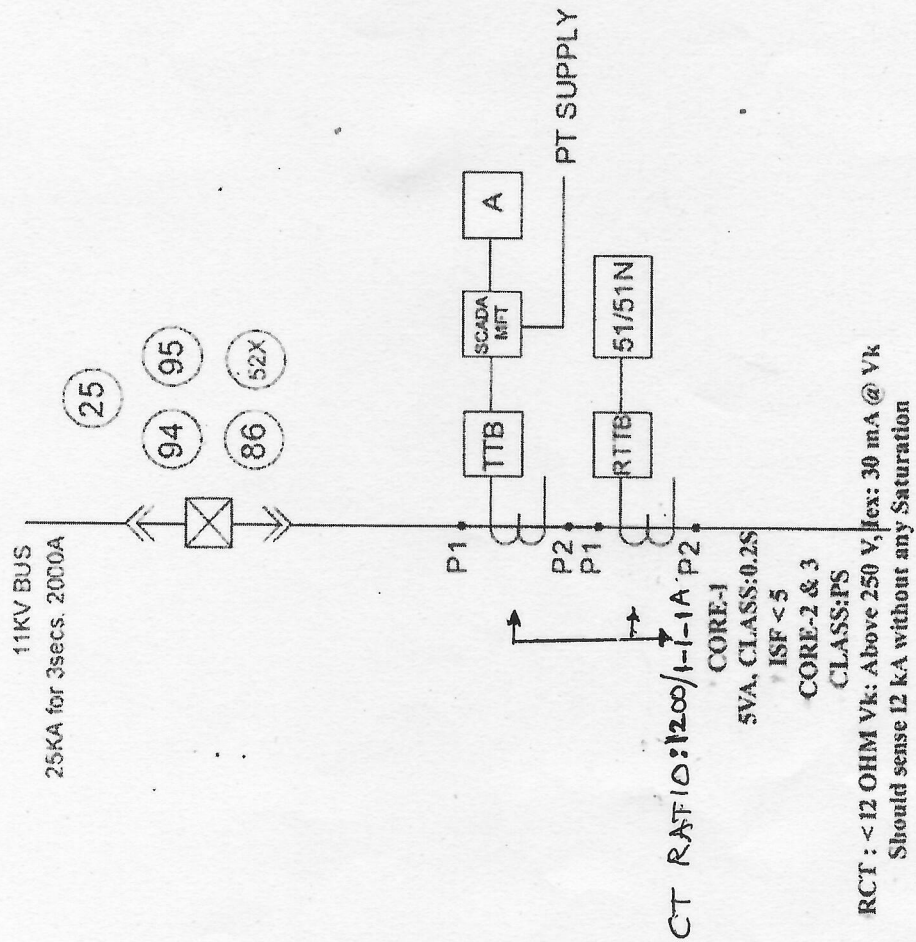 11KV BUS
25KA for 3secs. 2000A
25
94
95
86
52X
P1
TTB
SCADA
MFT
A
PT SUPPLY
P2
P1
RTTB
51/51N
P2
CT RATIO:1200/1-1-1A
CORE-1
5VA, CLASS:0.2S
ISF < 5
CORE-2 & 3
CLASS:PS
RCT : < 12 OHM Vk: Above 250 V, Iex: 30 mA @ Vk
Should sense 12 kA without any Saturation